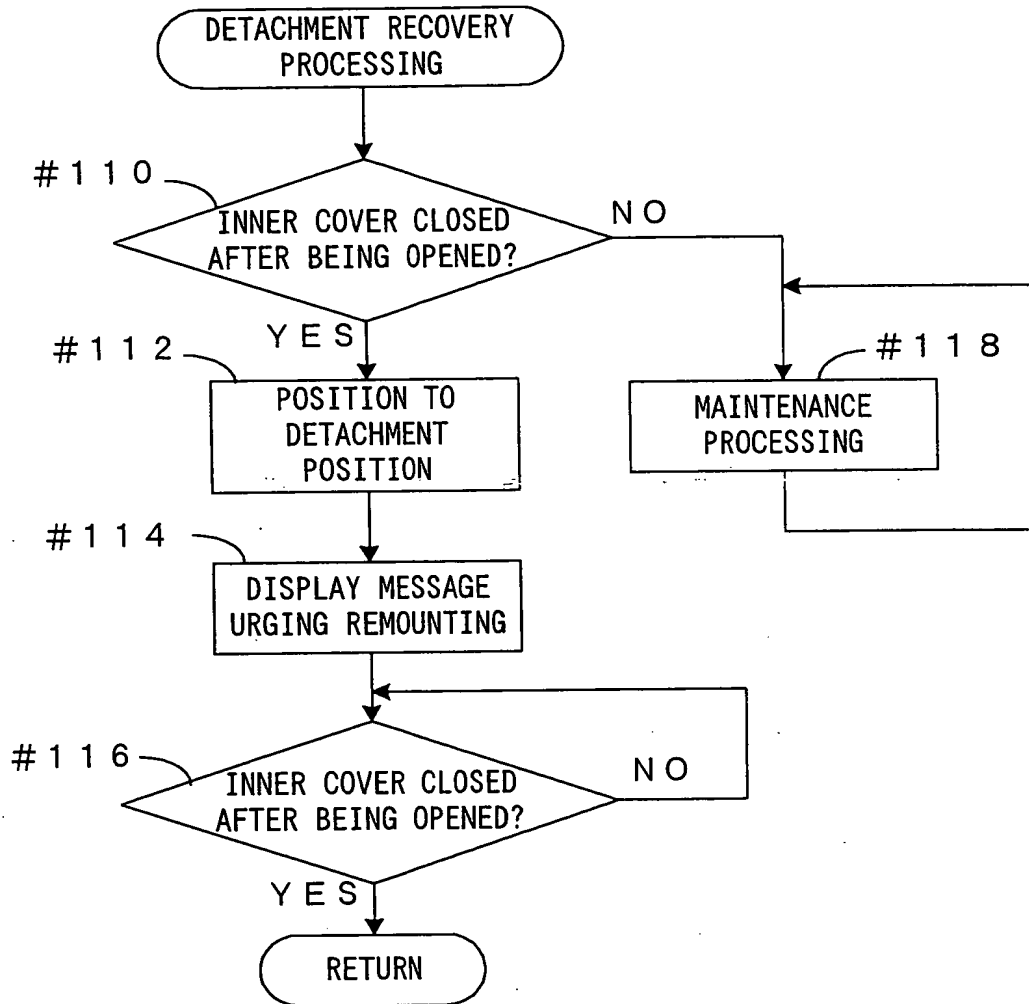 DETACHMENT RECOVERY
PROCESSING
#110
INNER COVER CLOSED
AFTER BEING OPENED?
NO
YES
#112
POSITION TO
DETACHMENT
POSITION
#118
MAINTENANCE
PROCESSING
#114
DISPLAY MESSAGE
URGING REMOUNTING
#116
INNER COVER CLOSED
AFTER BEING OPENED?
NO
YES
RETURN